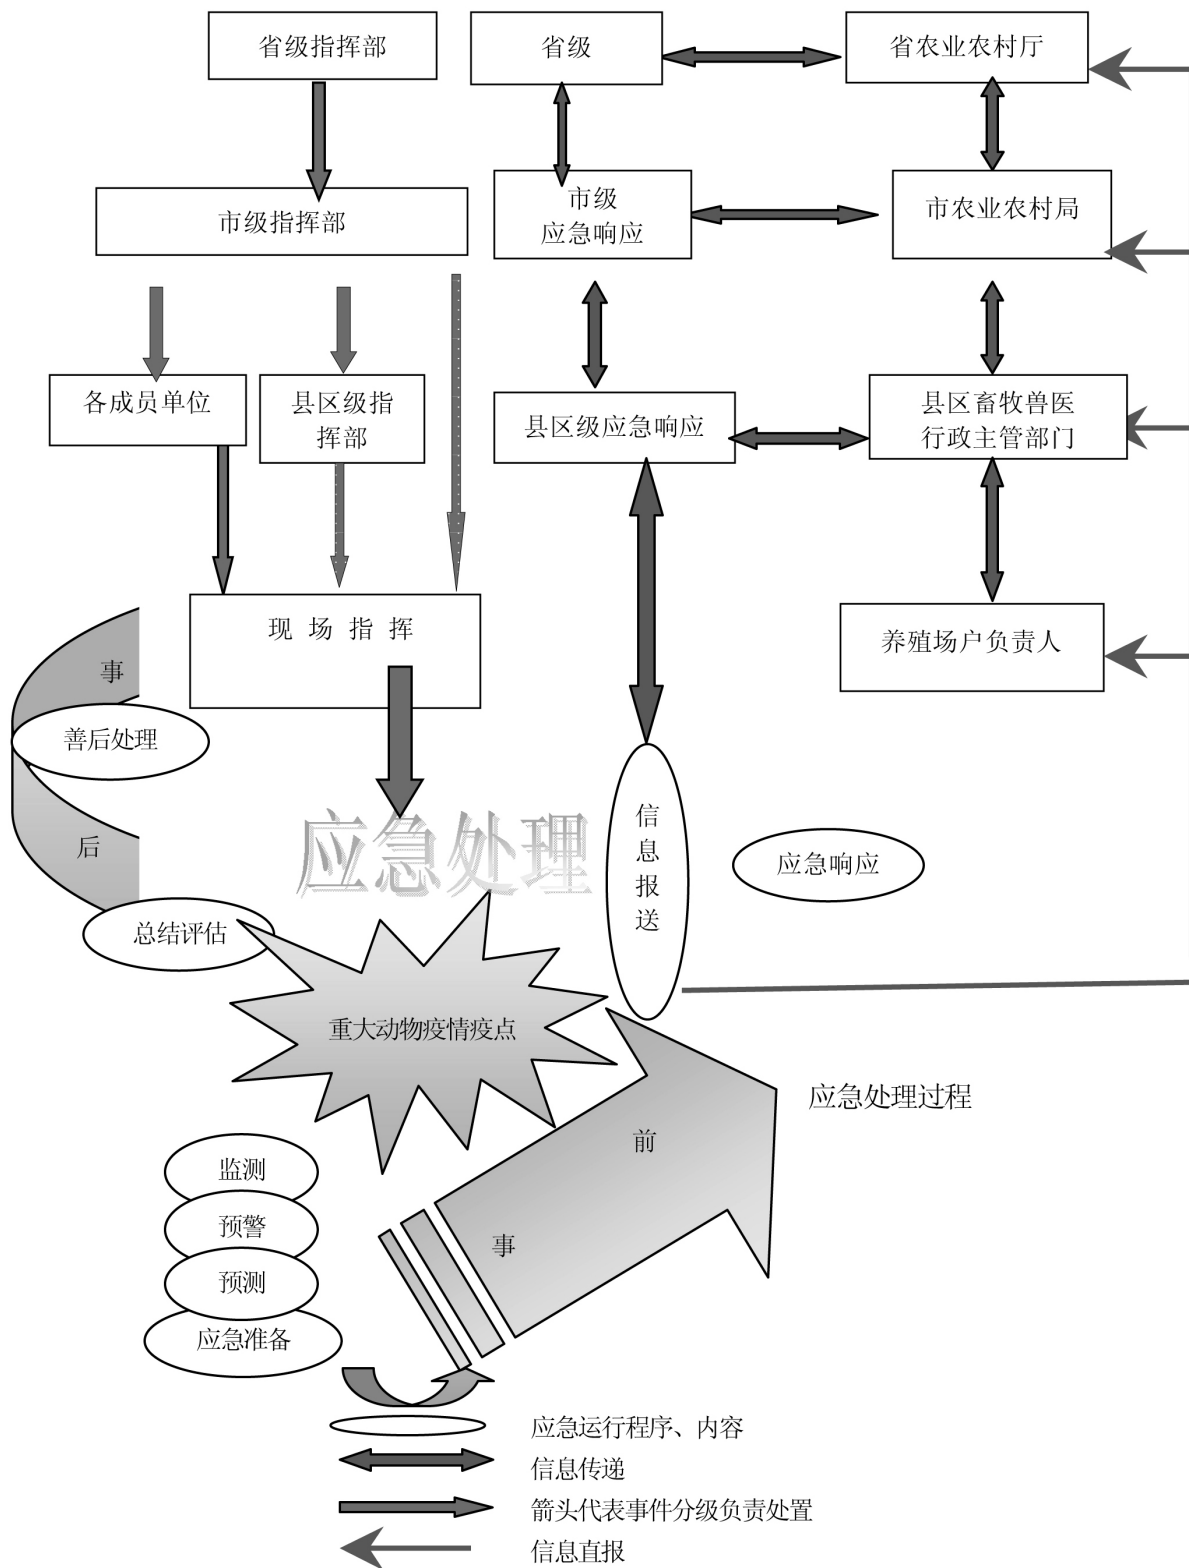 省级指挥部
省级
省农业农村厅
市级指挥部
市级
应急响应
市农业农村局
各成员单位
县区级指
挥部
县区级应急响应
县区畜牧兽医
行政主管部门
现 场 指 挥
养殖场户负责人
事
善后处理
后
总结评估
应急处理
信
息
报
送
应急响应
重大动物疫情疫点
应急处理过程
前
事
监测
预警
预测
应急准备
应急运行程序、内容
信息传递
箭头代表事件分级负责处置
信息直报